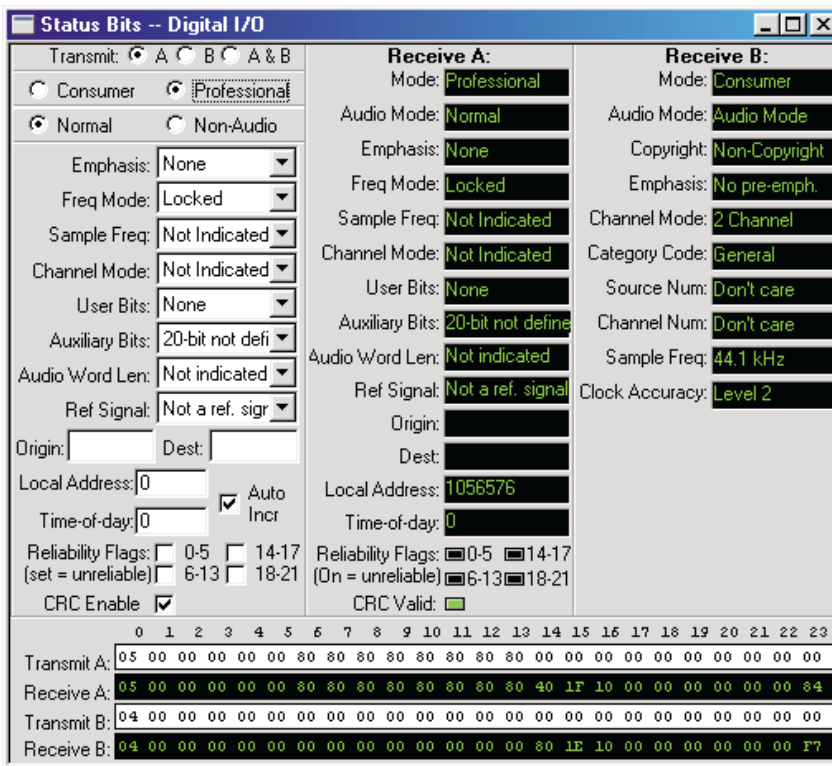 Status Bits -- Digital I/O
Transmit: A B A & B
Consumer Professional
Normal Non-Audio
Emphasis: None
Freq Mode: Locked
Sample Freq: Not Indicated
Channel Mode: Not Indicated
User Bits: None
Auxiliary Bits: 20-bit not defi
Audio Word Len: Not indicated
Ref Signal: Not a ref. sigr
Origin: Dest:
Local Address: 0
Auto
Incr
Time-of-day: 0
Reliability Flags: 0-5 14-17
(set = unreliable) 6-13 18-21
CRC Enable
Receive A:
Mode: Professional
Audio Mode: Normal
Emphasis: None
Freq Mode: Locked
Sample Freq: Not Indicated
Channel Mode: Not Indicated
User Bits: None
Auxiliary Bits: 20-bit not define
Audio Word Len: Not indicated
Ref Signal: Not a ref. signal
Origin:
Dest:
Local Address: 1056576
Time-of-day: 0
Reliability Flags: 0-5 14-17
(On = unreliable) 6-13 18-21
CRC Valid:
Receive B:
Mode: Consumer
Audio Mode: Audio Mode
Copyright: Non-Copyright
Emphasis: No pre-emph.
Channel Mode: 2 Channel
Category Code: General
Source Num: Don't care
Channel Num: Don't care
Sample Freq: 44.1 kHz
Clock Accuracy: Level 2
0 1 2 3 4 5 6 7 8 9 10 11 12 13 14 15 16 17 18 19 20 21 22 23
Transmit A: 05 00 00 00 00 00 80 80 80 80 80 80 80 80 00 00 00 00 00 00 00 00 00 00
Receive A: 05 00 00 00 00 00 80 80 80 80 80 80 80 80 40 1F 10 00 00 00 00 00 00 84
Transmit B: 04 00 00 00 00 00 00 00 00 00 00 00 00 00 00 00 00 00 00 00 00 00 00 00
Receive B: 04 00 00 00 00 00 00 00 00 00 00 00 00 00 80 1E 10 00 00 00 00 00 00 F7